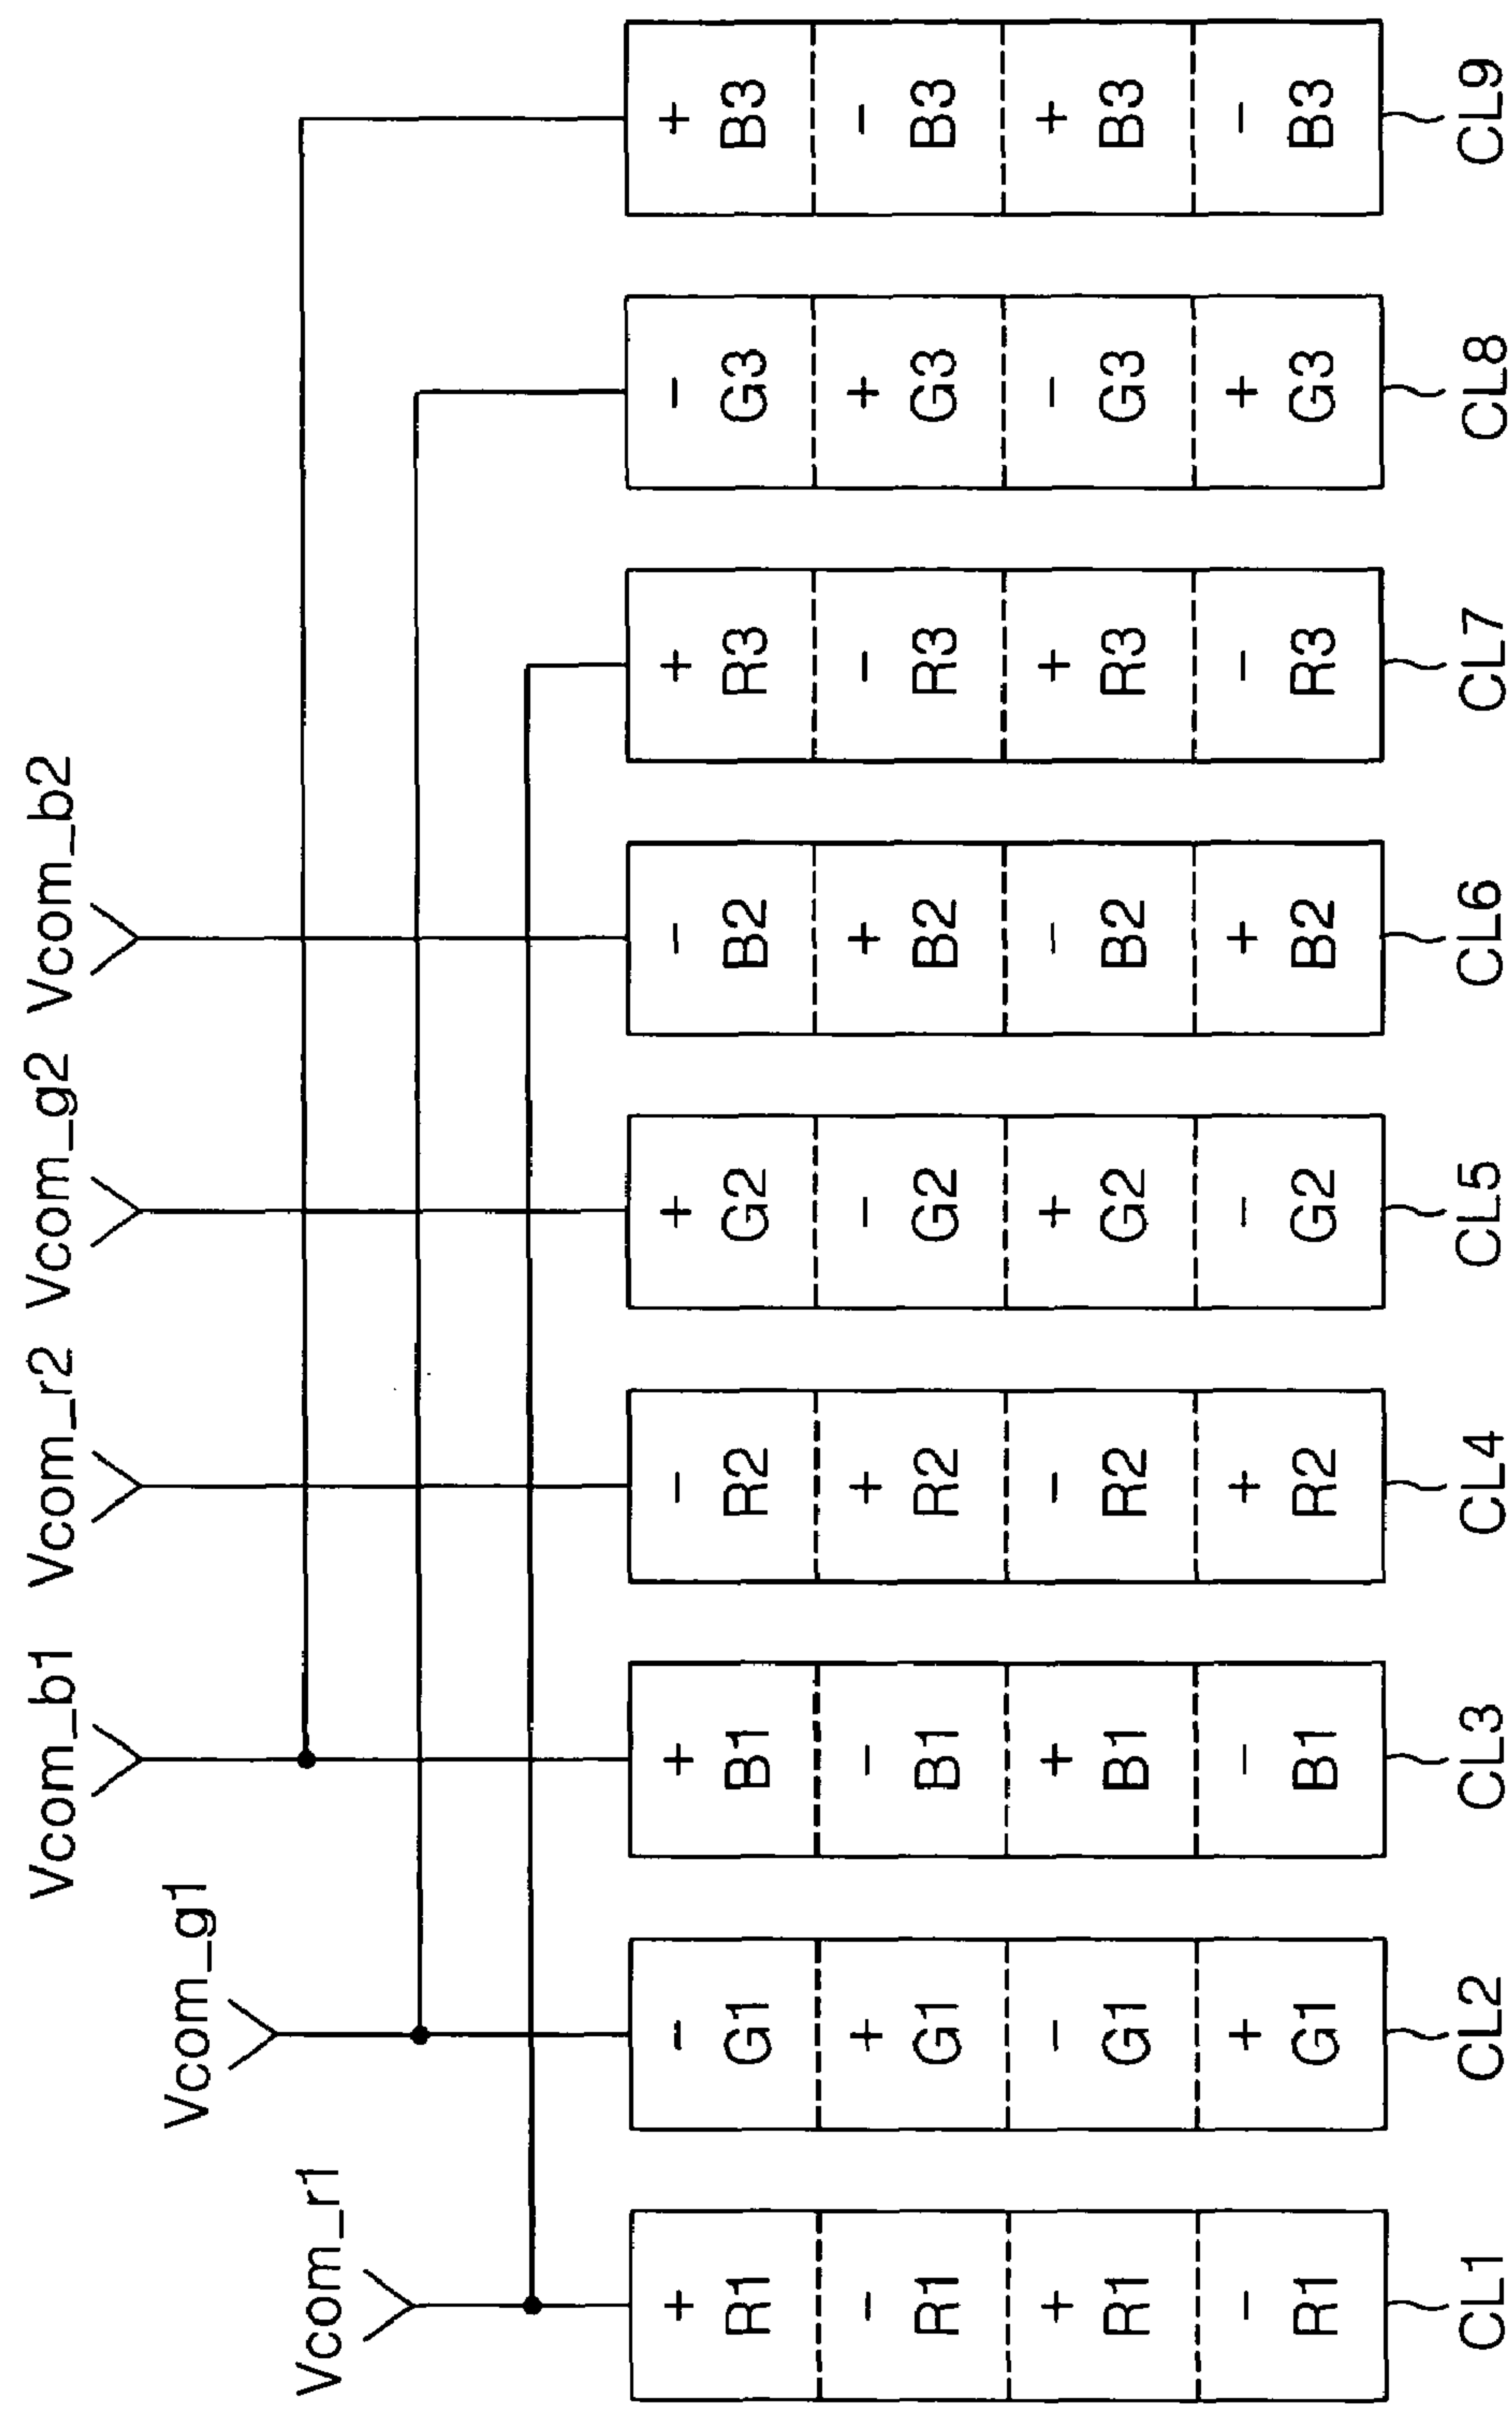 Vcom_b1 Vcom_r2 Vcom_g2 Vcom_b2
Vcom_g1
Vcom_r1
+ − + − + − + − +
R1 G1 B1 R2 G2 B2 R3 G3 B3
− + − + − + − + −
R1 G1 B1 R2 G2 B2 R3 G3 B3
+ − + − + − + − +
R1 G1 B1 R2 G2 B2 R3 G3 B3
− + − + − + − + −
R1 G1 B1 R2 G2 B2 R3 G3 B3
CL1 CL2 CL3 CL4 CL5 CL6 CL7 CL8 CL9